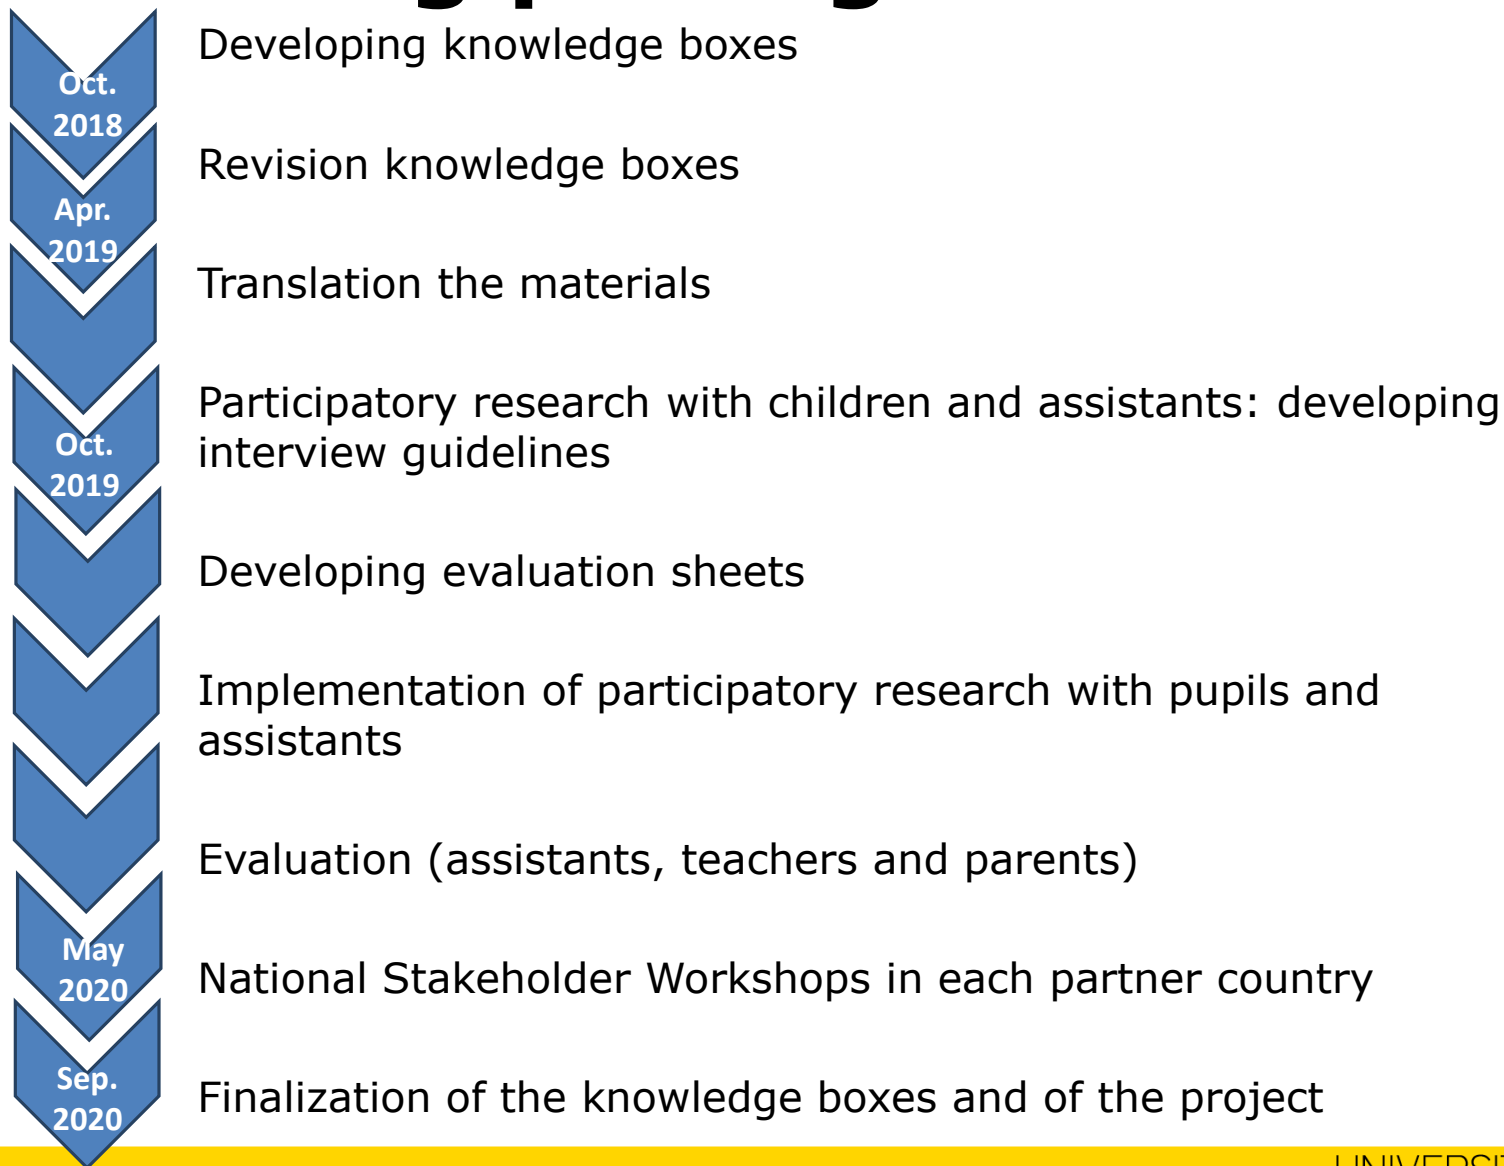 Developing knowledge boxes
Oct.
2018
Revision knowledge boxes
Apr.
2019
Translation the materials
Participatory research with children and assistants: developing
interview guidelines
Oct.
2019
Developing evaluation sheets
Implementation of participatory research with pupils and
assistants
Evaluation (assistants, teachers and parents)
May
2020
National Stakeholder Workshops in each partner country
Sep.
2020
Finalization of the knowledge boxes and of the project